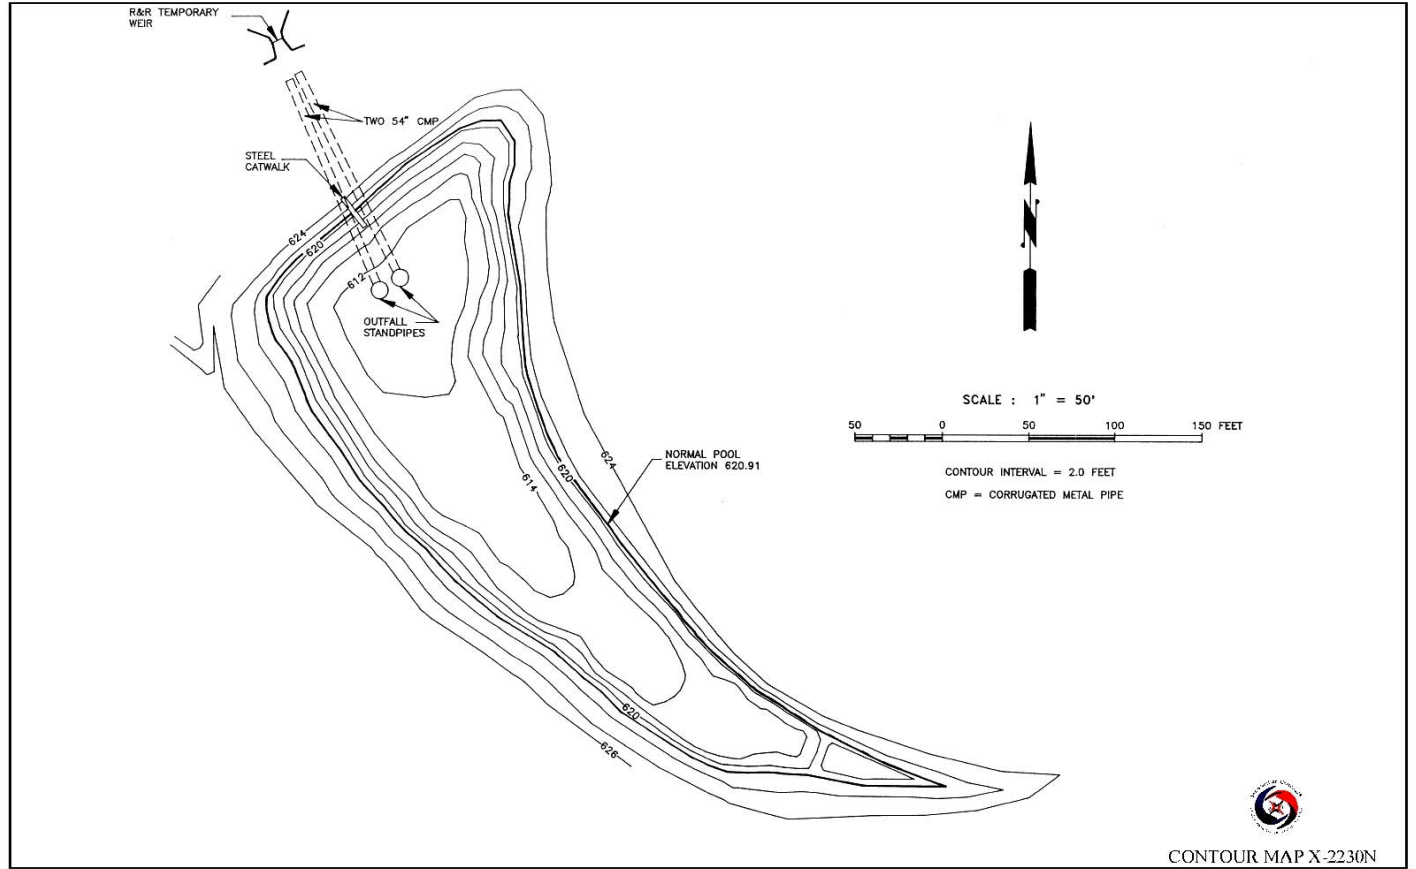 R&R TEMPORARY
WEIR
TWO 54" CMP
STEEL
CATWALK
624
620
612
OUTFALL
STANDPIPES
N
SCALE : 1" = 50'
50 0 50 100 150 FEET
CONTOUR INTERVAL = 2.0 FEET
CMP = CORRUGATED METAL PIPE
NORMAL POOL
ELEVATION 620.91
624
620
614
620
626
CONTOUR MAP X-2230N